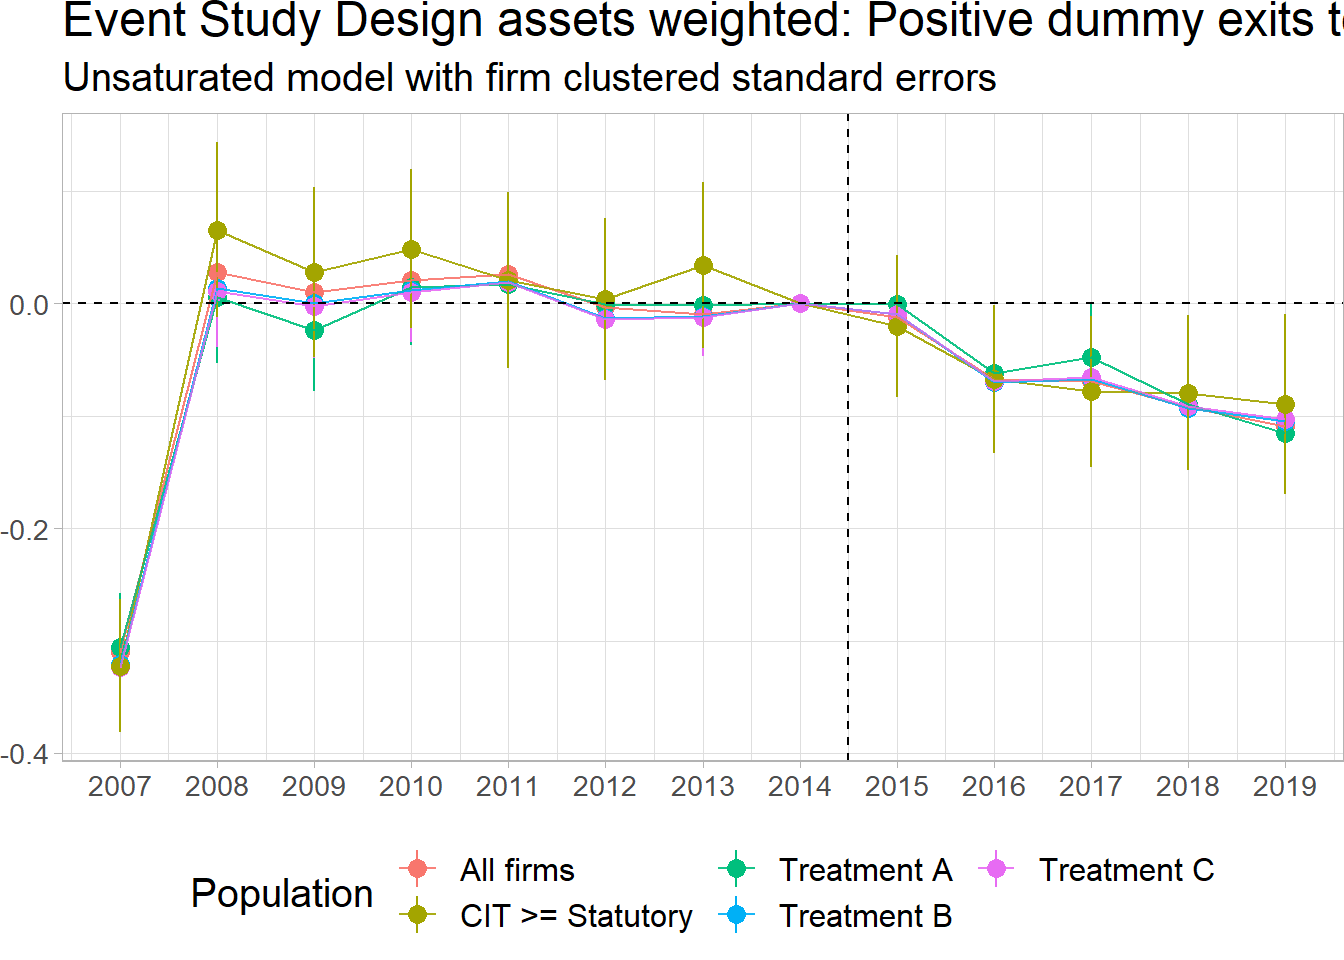 Event Study Design assets weighted: Positive dummy exits t
Unsaturated model with firm clustered standard errors
0.0
-0.2
-0.4
2007 2008 2009 2010 2011 2012 2013 2014 2015 2016 2017 2018 2019
Population
All firms
Treatment A
Treatment C
CIT >= Statutory
Treatment B